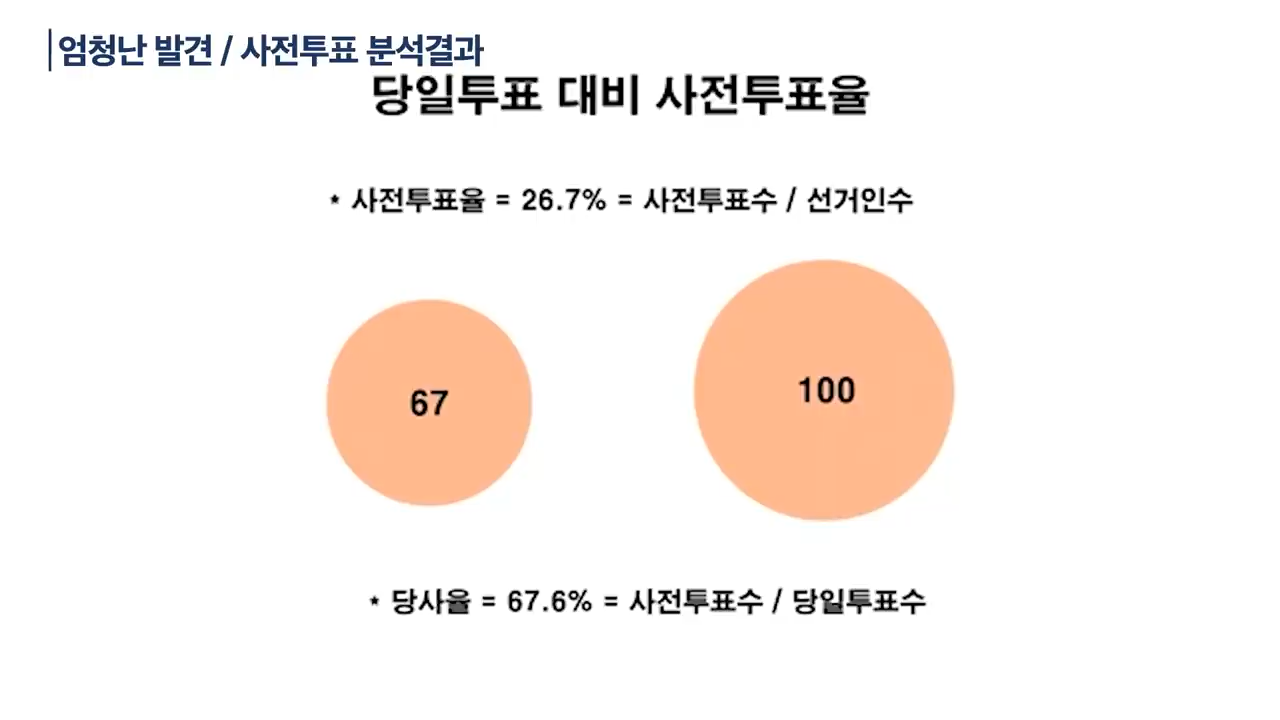 엄청난 발견 / 사전투표 분석결과
당일투표 대비 사전투표율
* 사전투표율 = 26.7% = 사전투표수 / 선거인수
67
100
* 당사율 = 67.6% = 사전투표수 / 당일투표수